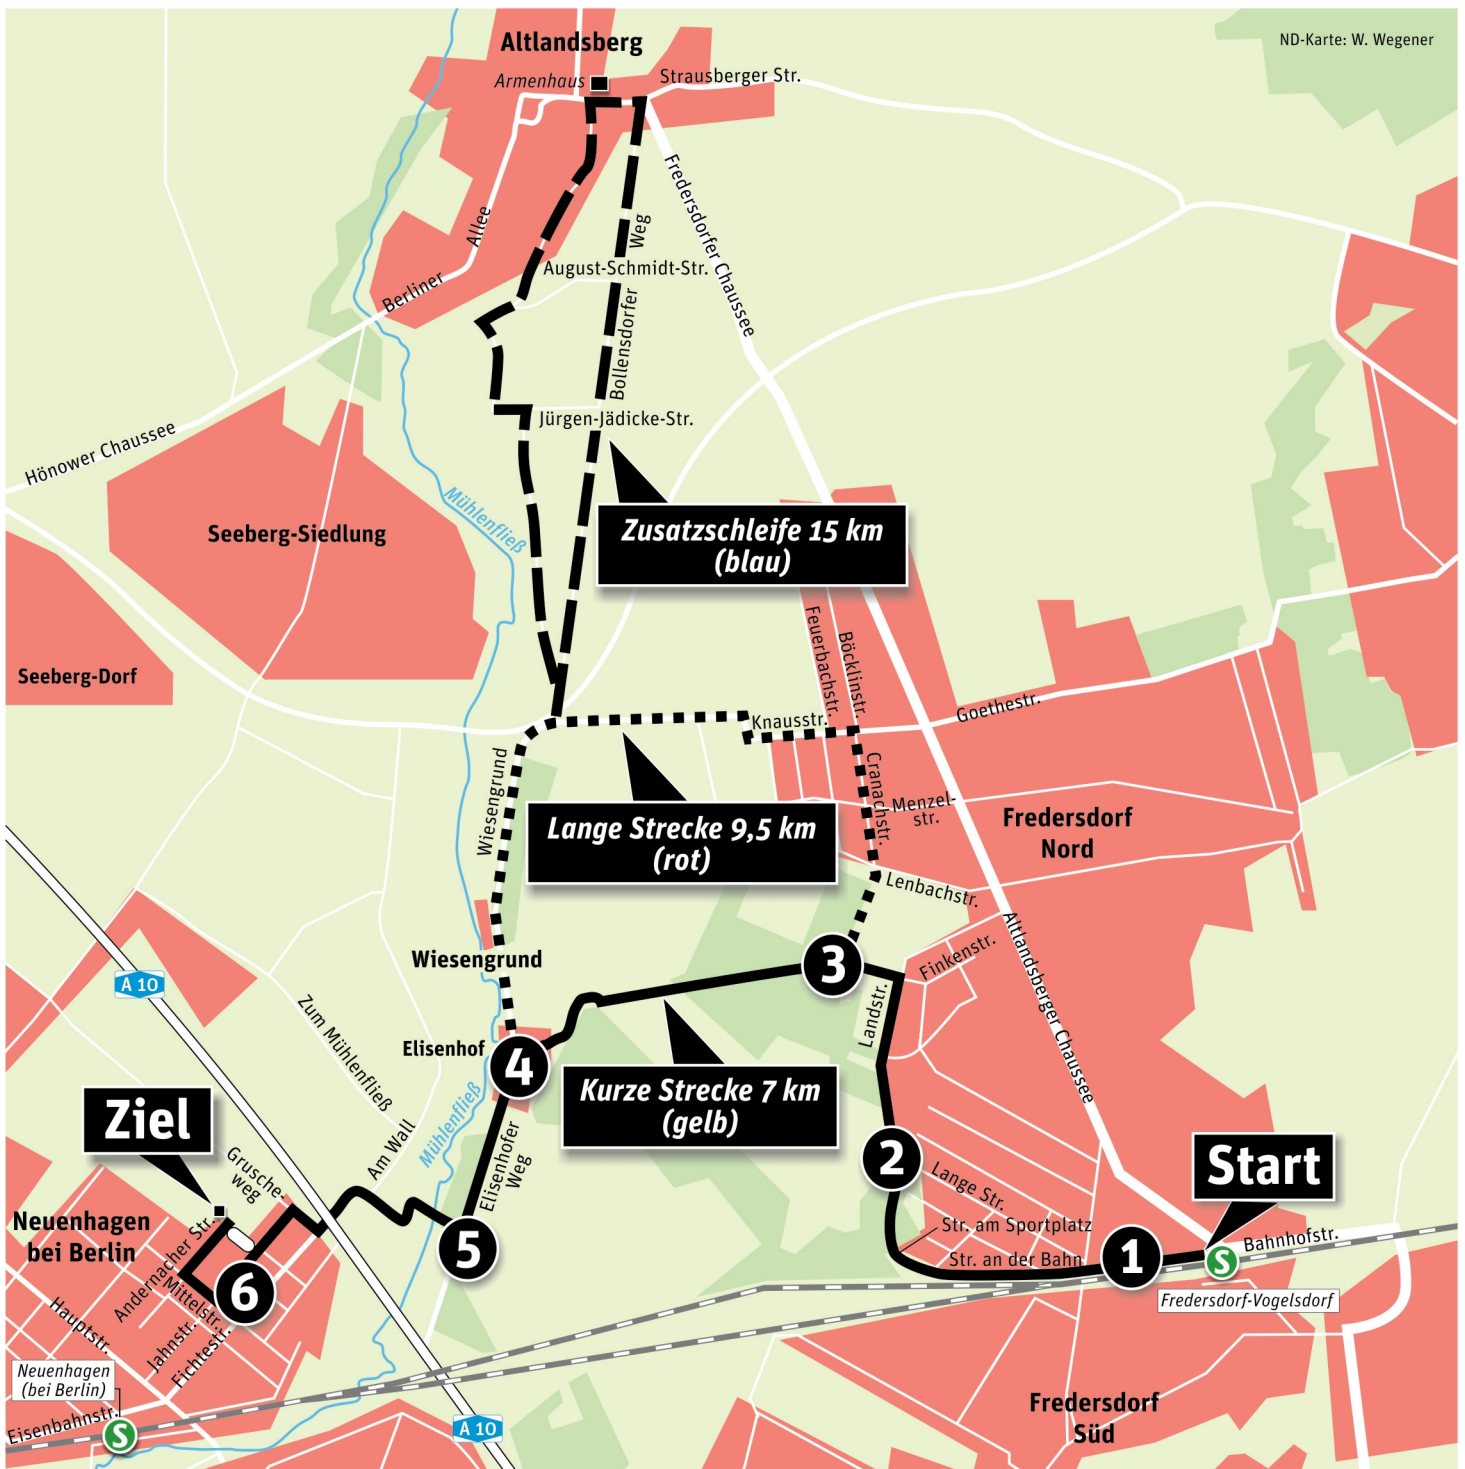 Altlandsberg
ND-Karte: W. Wegener
Armenhaus
Strausberger Str.
Fredersdorfer Chaussee
Allee
Berliner
Weg
Bollensdorfer
August-Schmidt-Str.
Jürgen-Jädicke-Str.
Hönower Chaussee
Mühlenfließ
Seeberg-Siedlung
Zusatzschleife 15 km
(blau)
Seeberg-Dorf
Feuerbachstr.
Böcklinstr.
Goethestr.
Knausstr.
Wiesengrund
Cranachstr.
Menzel-
str.
Lange Strecke 9,5 km
(rot)
Fredersdorf
Nord
Lenbachstr.
Altlandsberger Chaussee
Finkenstr.
Wiesengrund
3
A 10
Zum Mühlenfließ
Landstr.
Elisenhof
4
Kurze Strecke 7 km
(gelb)
Mühlenfließ
Ziel
Am Wall
Elisenhofer
Weg
2
Start
Grusche-
weg
Lange Str.
Neuenhagen
bei Berlin
Str. am Sportplatz
Str. an der Bahn
1
S
Bahnhofstr.
5
Fredersdorf-Vogelsdorf
Andernacher Str.
Mittelstr.
6
Hauptstr.
Jahnstr.
Fichtestr.
Neuenhagen
(bei Berlin)
Eisenbahnstr.
S
A 10
Fredersdorf
Süd